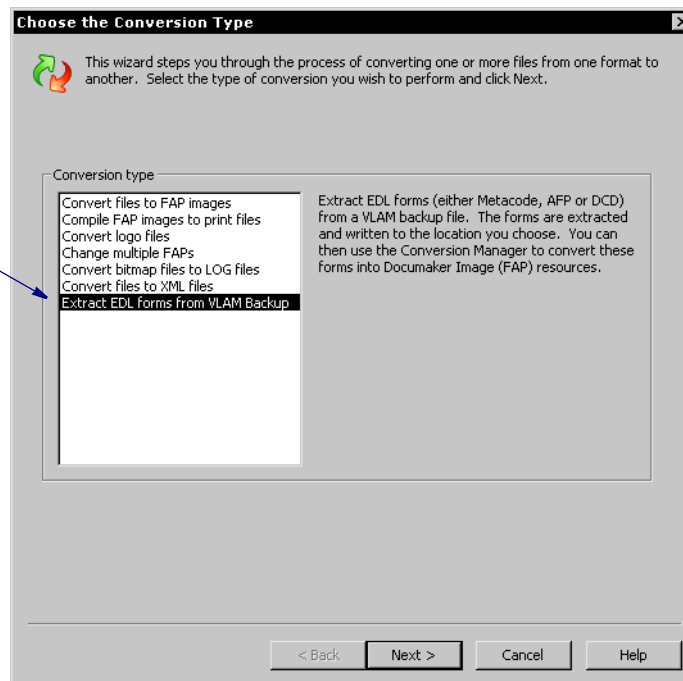 Choose the Conversion Type
This wizard steps you through the process of converting one or more files from one format to
another. Select the type of conversion you wish to perform and click Next.
Conversion type
Convert files to FAP images
Compile FAP images to print files
Convert logo files
Change multiple FAPs
Convert bitmap files to LOG files
Convert files to XML files
Extract EDL forms from VLAM Backup
Extract EDL forms (either Metacode, AFP or DCD)
from a VLAM backup file. The forms are extracted
and written to the location you choose. You can
then use the Conversion Manager to convert these
forms into Documaker Image (FAP) resources.
< Back
Next >
Cancel
Help